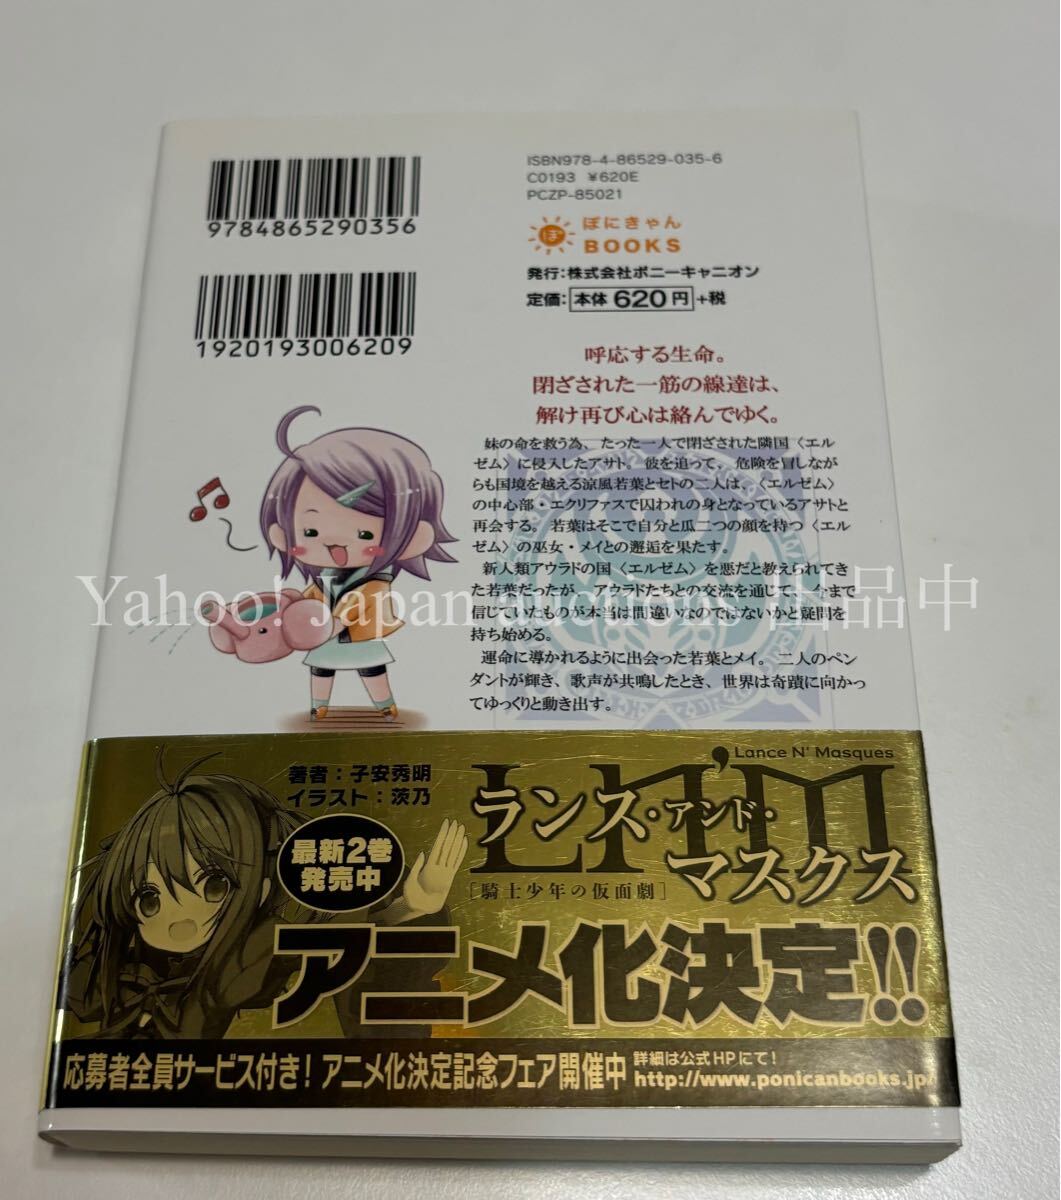 ISBN978-4-86529-035-6
C0193 ¥620E
PCZP-85021
9784865290356
1920193006209
ぽ
ぽにきゃん
BOOKS
発行:株式会社ポニーキャニオン
定価:本体 620円+税
呼応する生命。
閉ざされた一筋の線達は、
解け再び心は絡んでゆく。
妹の命を救う為、たった一人で閉ざされた隣国〈エル
ゼム〉に侵入したアサト。彼を追って、危険を冒しなが
らも国境を越える涼風若葉とセトの二人は、〈エルゼム〉
の中心部・エクリファスで囚われの身となっているアサトと
再会する。若葉はそこで自分と瓜二つの顔を持つ〈エル
ゼム〉の巫女・メイとの邂逅を果たす。
新人類アウラドの国〈エルゼム〉を悪だと教えられてき
た若葉だったが、アウラドたちとの交流を通じて、今まで
信じていたものが本当は間違いなのではないかと疑問を
持ち始める。
運命に導かれるように出会った若葉とメイ。二人のペン
ダントが輝き、歌声が共鳴したとき、世界は奇蹟に向かっ
てゆっくりと動き出す。
Yahoo! Japan auctions 出品中
著者:子安秀明
イラスト:茨乃
最新2巻
発売中
Lance N' Masques
LN'M
ランス・アンド・
マスクス
[騎士少年の仮面劇]
アニメ化決定!!
応募者全員サービス付き!アニメ化決定記念フェア開催中
詳細は公式HPにて!
http://www.ponicanbooks.jp/